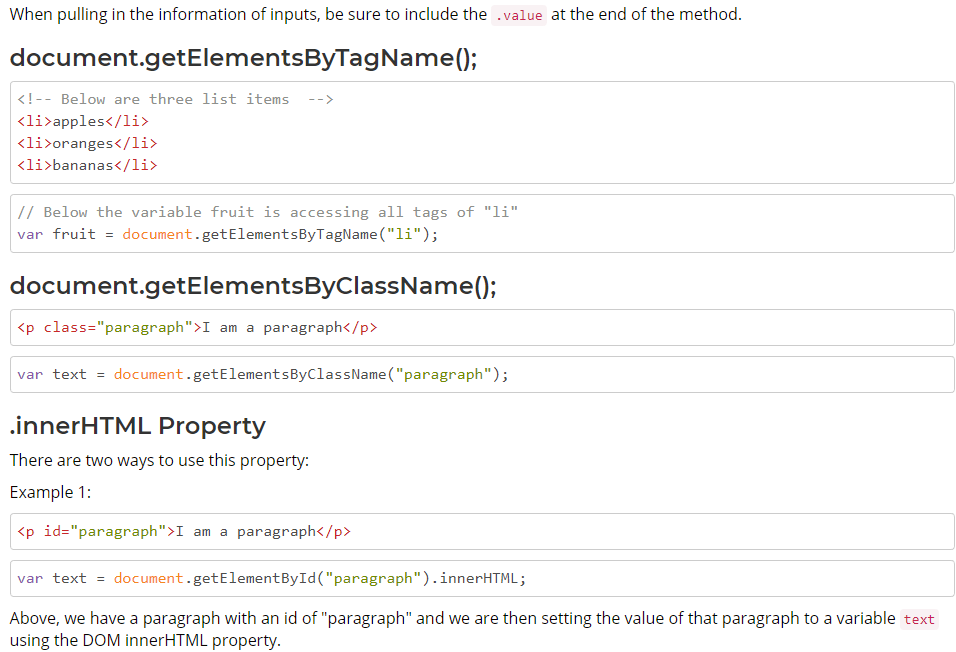 When pulling in the information of inputs, be sure to include the .value at the end of the method.
document.getElementsByTagName();
<!-- Below are three list items  -->
<li>apples</li>
<li>oranges</li>
<li>bananas</li>
// Below the variable fruit is accessing all tags of "li"
var fruit = document.getElementsByTagName("li");
document.getElementsByClassName();
<p class="paragraph">I am a paragraph</p>
var text = document.getElementsByClassName("paragraph");
.innerHTML Property
There are two ways to use this property:
Example 1:
<p id="paragraph">I am a paragraph</p>
var text = document.getElementById("paragraph").innerHTML;
Above, we have a paragraph with an id of "paragraph" and we are then setting the value of that paragraph to a variable text
using the DOM innerHTML property.